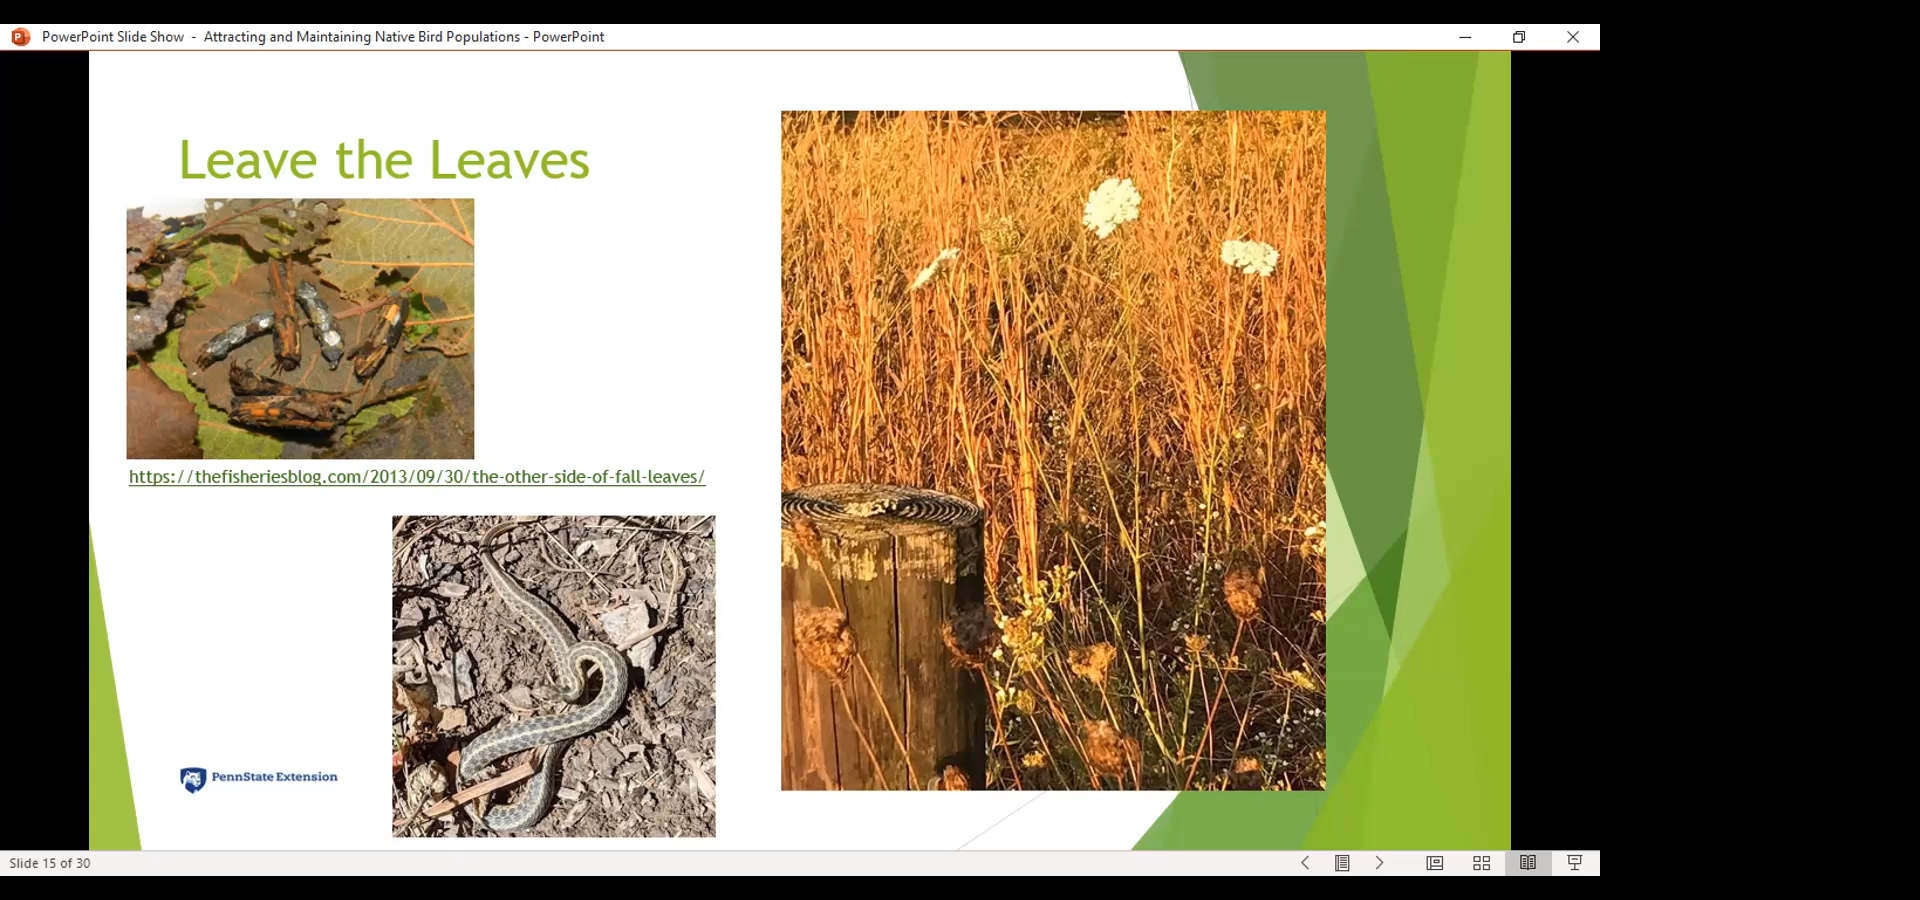 PowerPoint Slide Show - Attracting and Maintaining Native Bird Populations - PowerPoint
Leave the Leaves
https://thefisheriesblog.com/2013/09/30/the-other-side-of-fall-leaves/
PennState Extension
Slide 15 of 30